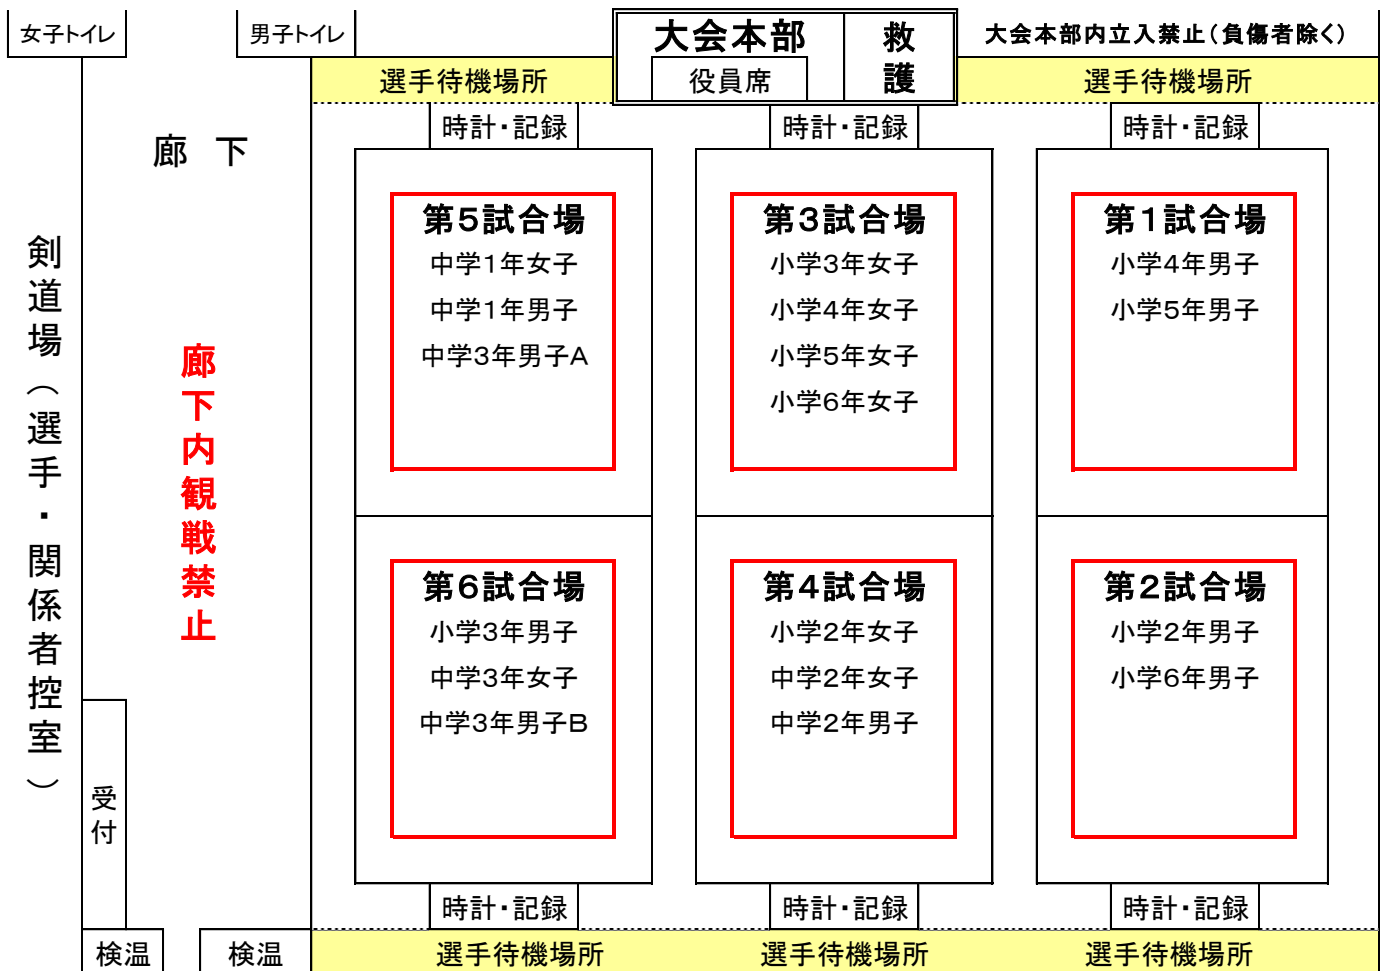 女子トイレ
男子トイレ
大会本部
役員席
救護
大会本部内立入禁止(負傷者除く)
選手待機場所
選手待機場所
時計・記録
時計・記録
時計・記録
廊 下
廊下内観戦禁止
剣道場(選手・関係者控室)
第5試合場
中学1年女子
中学1年男子
中学3年男子A
第3試合場
小学3年女子
小学4年女子
小学5年女子
小学6年女子
第1試合場
小学4年男子
小学5年男子
第6試合場
小学3年男子
中学3年女子
中学3年男子B
第4試合場
小学2年女子
中学2年女子
中学2年男子
第2試合場
小学2年男子
小学6年男子
受付
時計・記録
時計・記録
時計・記録
検温
検温
選手待機場所
選手待機場所
選手待機場所